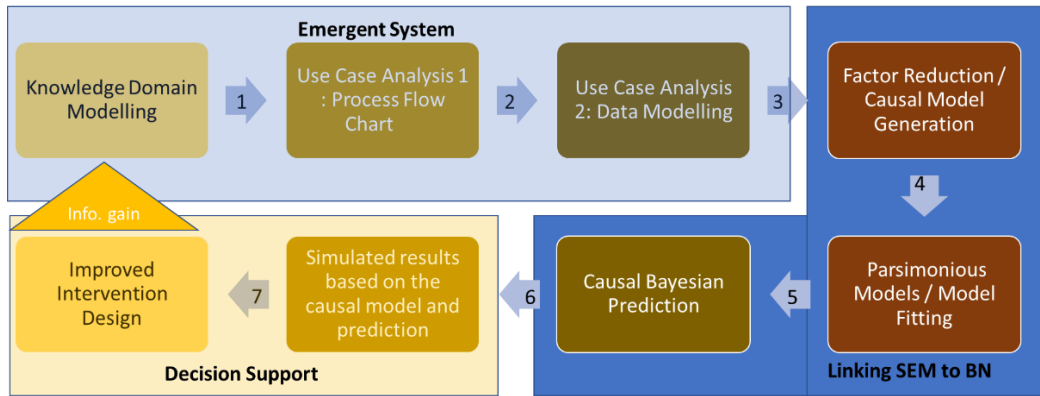 Emergent System
Knowledge Domain
Modelling
1
Use Case Analysis 1
: Process Flow
Chart
2
Use Case Analysis
2: Data Modelling
3
Factor Reduction /
Causal Model
Generation
4
Parsimonious
Models / Model
Fitting
5
Causal Bayesian
Prediction
6
Simulated results
based on the
causal model and
prediction
7
Improved
Intervention
Design
Info. gain
Decision Support
Linking SEM to BN